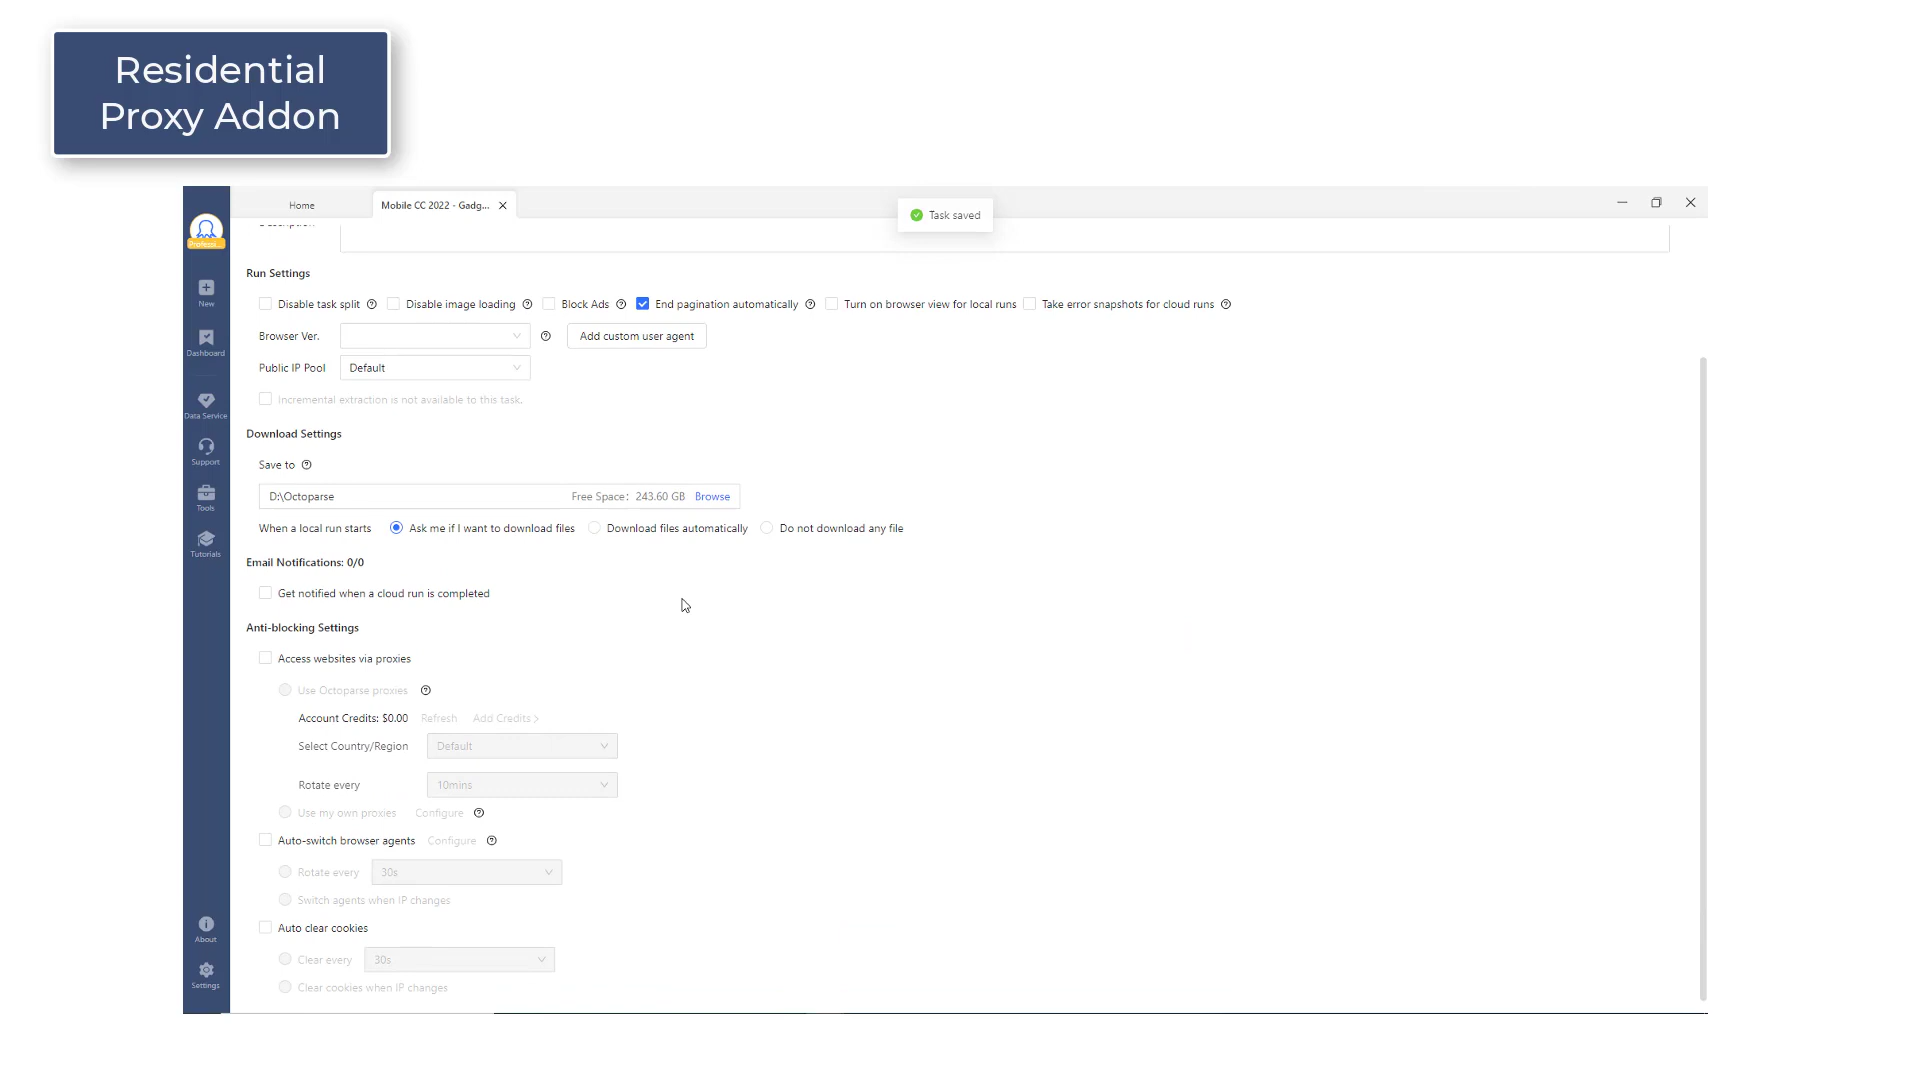 Residential
Proxy Addon
Home
Mobile CC 2022 - Gadg...
Task saved
Professi...
New
Dashboard
Data Service
Support
Tools
Tutorials
About
Settings
Description
Run Settings
Disable task split Disable image loading Block Ads End pagination automatically Turn on browser view for local runs Take error snapshots for cloud runs
Browser Ver. Add custom user agent
Public IP Pool Default
Incremental extraction is not available to this task.
Download Settings
Save to
D:\Octoparse Free Space: 243.60 GB Browse
When a local run starts Ask me if I want to download files Download files automatically Do not download any file
Email Notifications: 0/0
Get notified when a cloud run is completed
Anti-blocking Settings
Access websites via proxies
Use Octoparse proxies
Account Credits: $0.00 Refresh Add Credits >
Select Country/Region Default
Rotate every 10mins
Use my own proxies Configure
Auto-switch browser agents Configure
Rotate every 30s
Switch agents when IP changes
Auto clear cookies
Clear every 30s
Clear cookies when IP changes